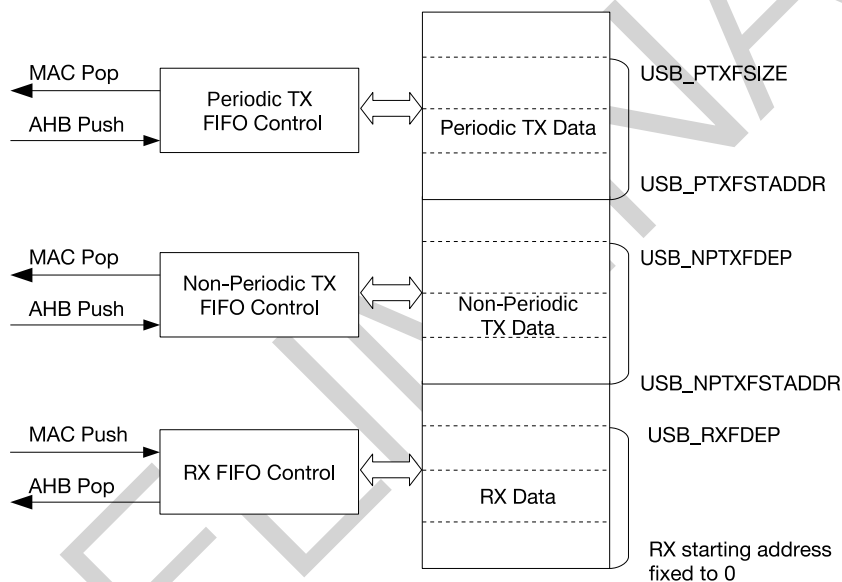 MAC Pop
AHB Push
Periodic TX
FIFO Control
Periodic TX Data
USB_PTXFSIZE
USB_PTXFSTADDR
MAC Pop
AHB Push
Non-Periodic TX
FIFO Control
Non-Periodic
TX Data
USB_NPTXFDEP
USB_NPTXFSTADDR
MAC Push
AHB Pop
RX FIFO Control
RX Data
USB_RXFDEP
RX starting address
fixed to 0